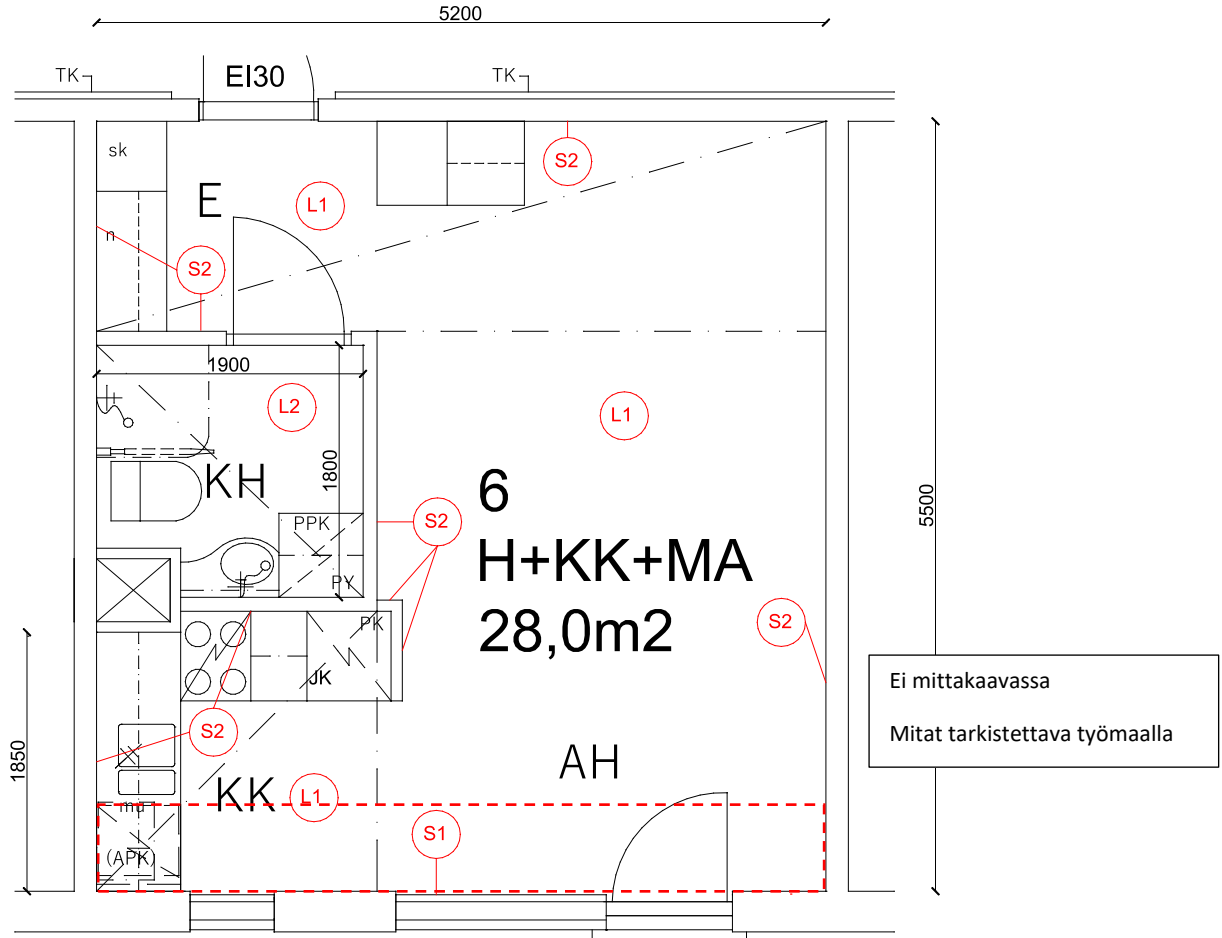 5200
TK
EI30
TK
sk
S2
E
L1
n
S2
1900
L2
L1
KH
1800
6
5500
PPK
S2
H+KK+MA
PY
28,0m2
PK
S2
JK
Ei mittakaavassa
S2
Mitat tarkistettava työmaalla
1850
AH
KK
L1
mu
S1
(APK)